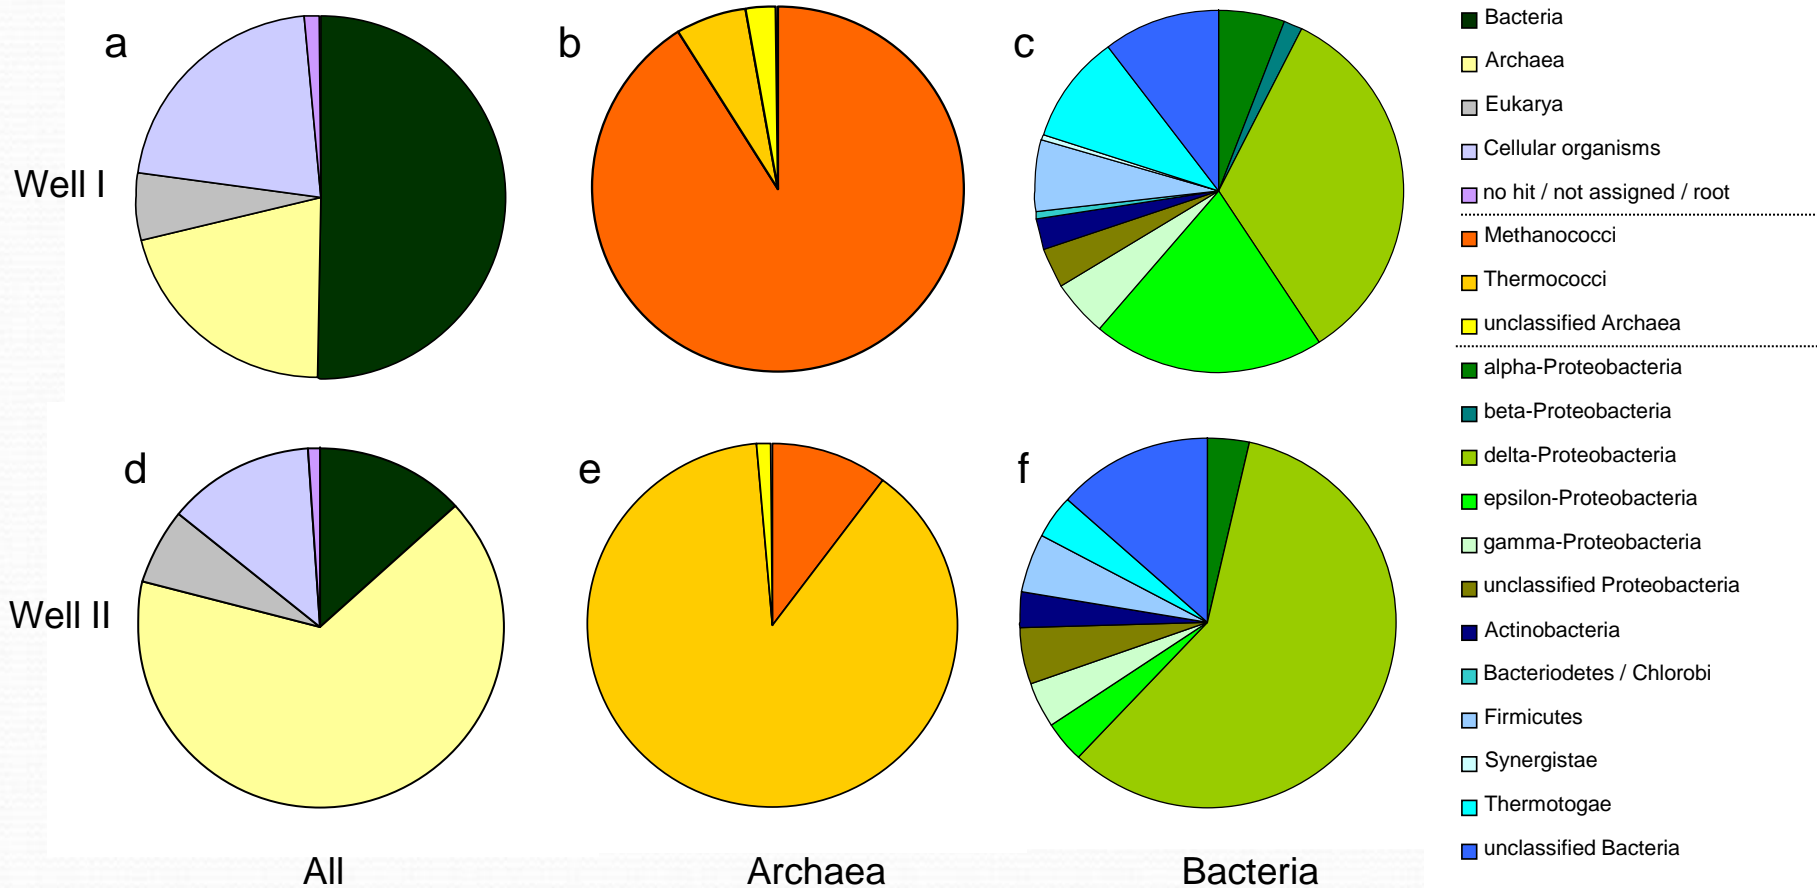 a
b
c
Well I
d
e
f
Well II
All
Archaea
Bacteria
Bacteria
Archaea
Eukarya
Cellular organisms
no hit / not assigned / root
Methanococci
Thermococci
unclassified Archaea
alpha-Proteobacteria
beta-Proteobacteria
delta-Proteobacteria
epsilon-Proteobacteria
gamma-Proteobacteria
unclassified Proteobacteria
Actinobacteria
Bacteriodetes / Chlorobi
Firmicutes
Synergistae
Thermotogae
unclassified Bacteria